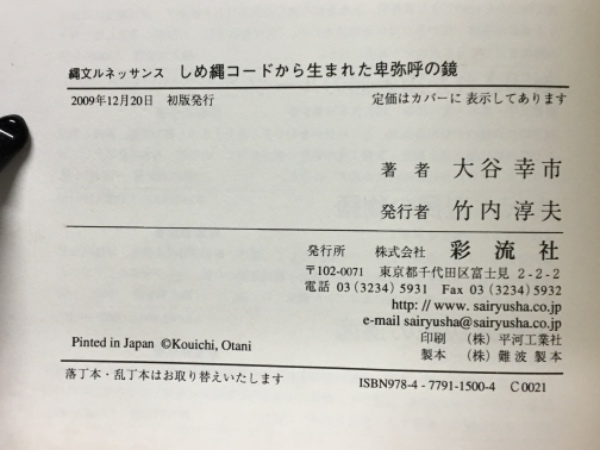 縄文ルネッサンス しめ縄コードから生まれた卑弥呼の鏡
2009年12月20日 初版発行 定価はカバーに 表示してあります
著者 大谷幸市
発行者 竹内淳夫
発行所 株式会社 彩流社
〒102-0071 東京都千代田区富士見 2-2-2
電話 03 (3234) 5931 Fax 03 (3234) 5932
http://www.sairyusha.co.jp
e-mail sairyusha@sairyusha.co.jp
印刷 (株) 平河工業社
Pinted in Japan ©Kouichi, Otani 製本 (株) 難波 製本
落丁本・乱丁本はお取り替えいたします ISBN978-4-7791-1500-4 C0021